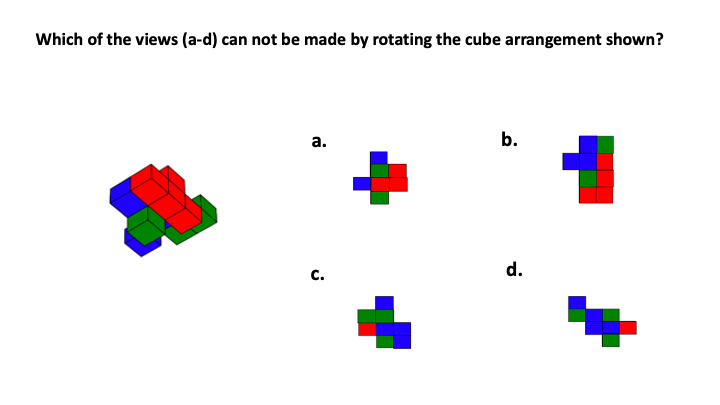 Which of the views (a-d) can not be made by rotating the cube arrangement shown?
a.
b.
c.
d.